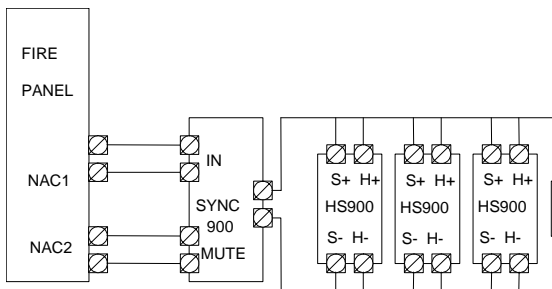 FIRE
PANEL
NAC1
NAC2
IN
SYNC
900
MUTE
S+ H+
HS900
S- H-
S+ H+
HS900
S- H-
S+ H+
HS900
S- H-